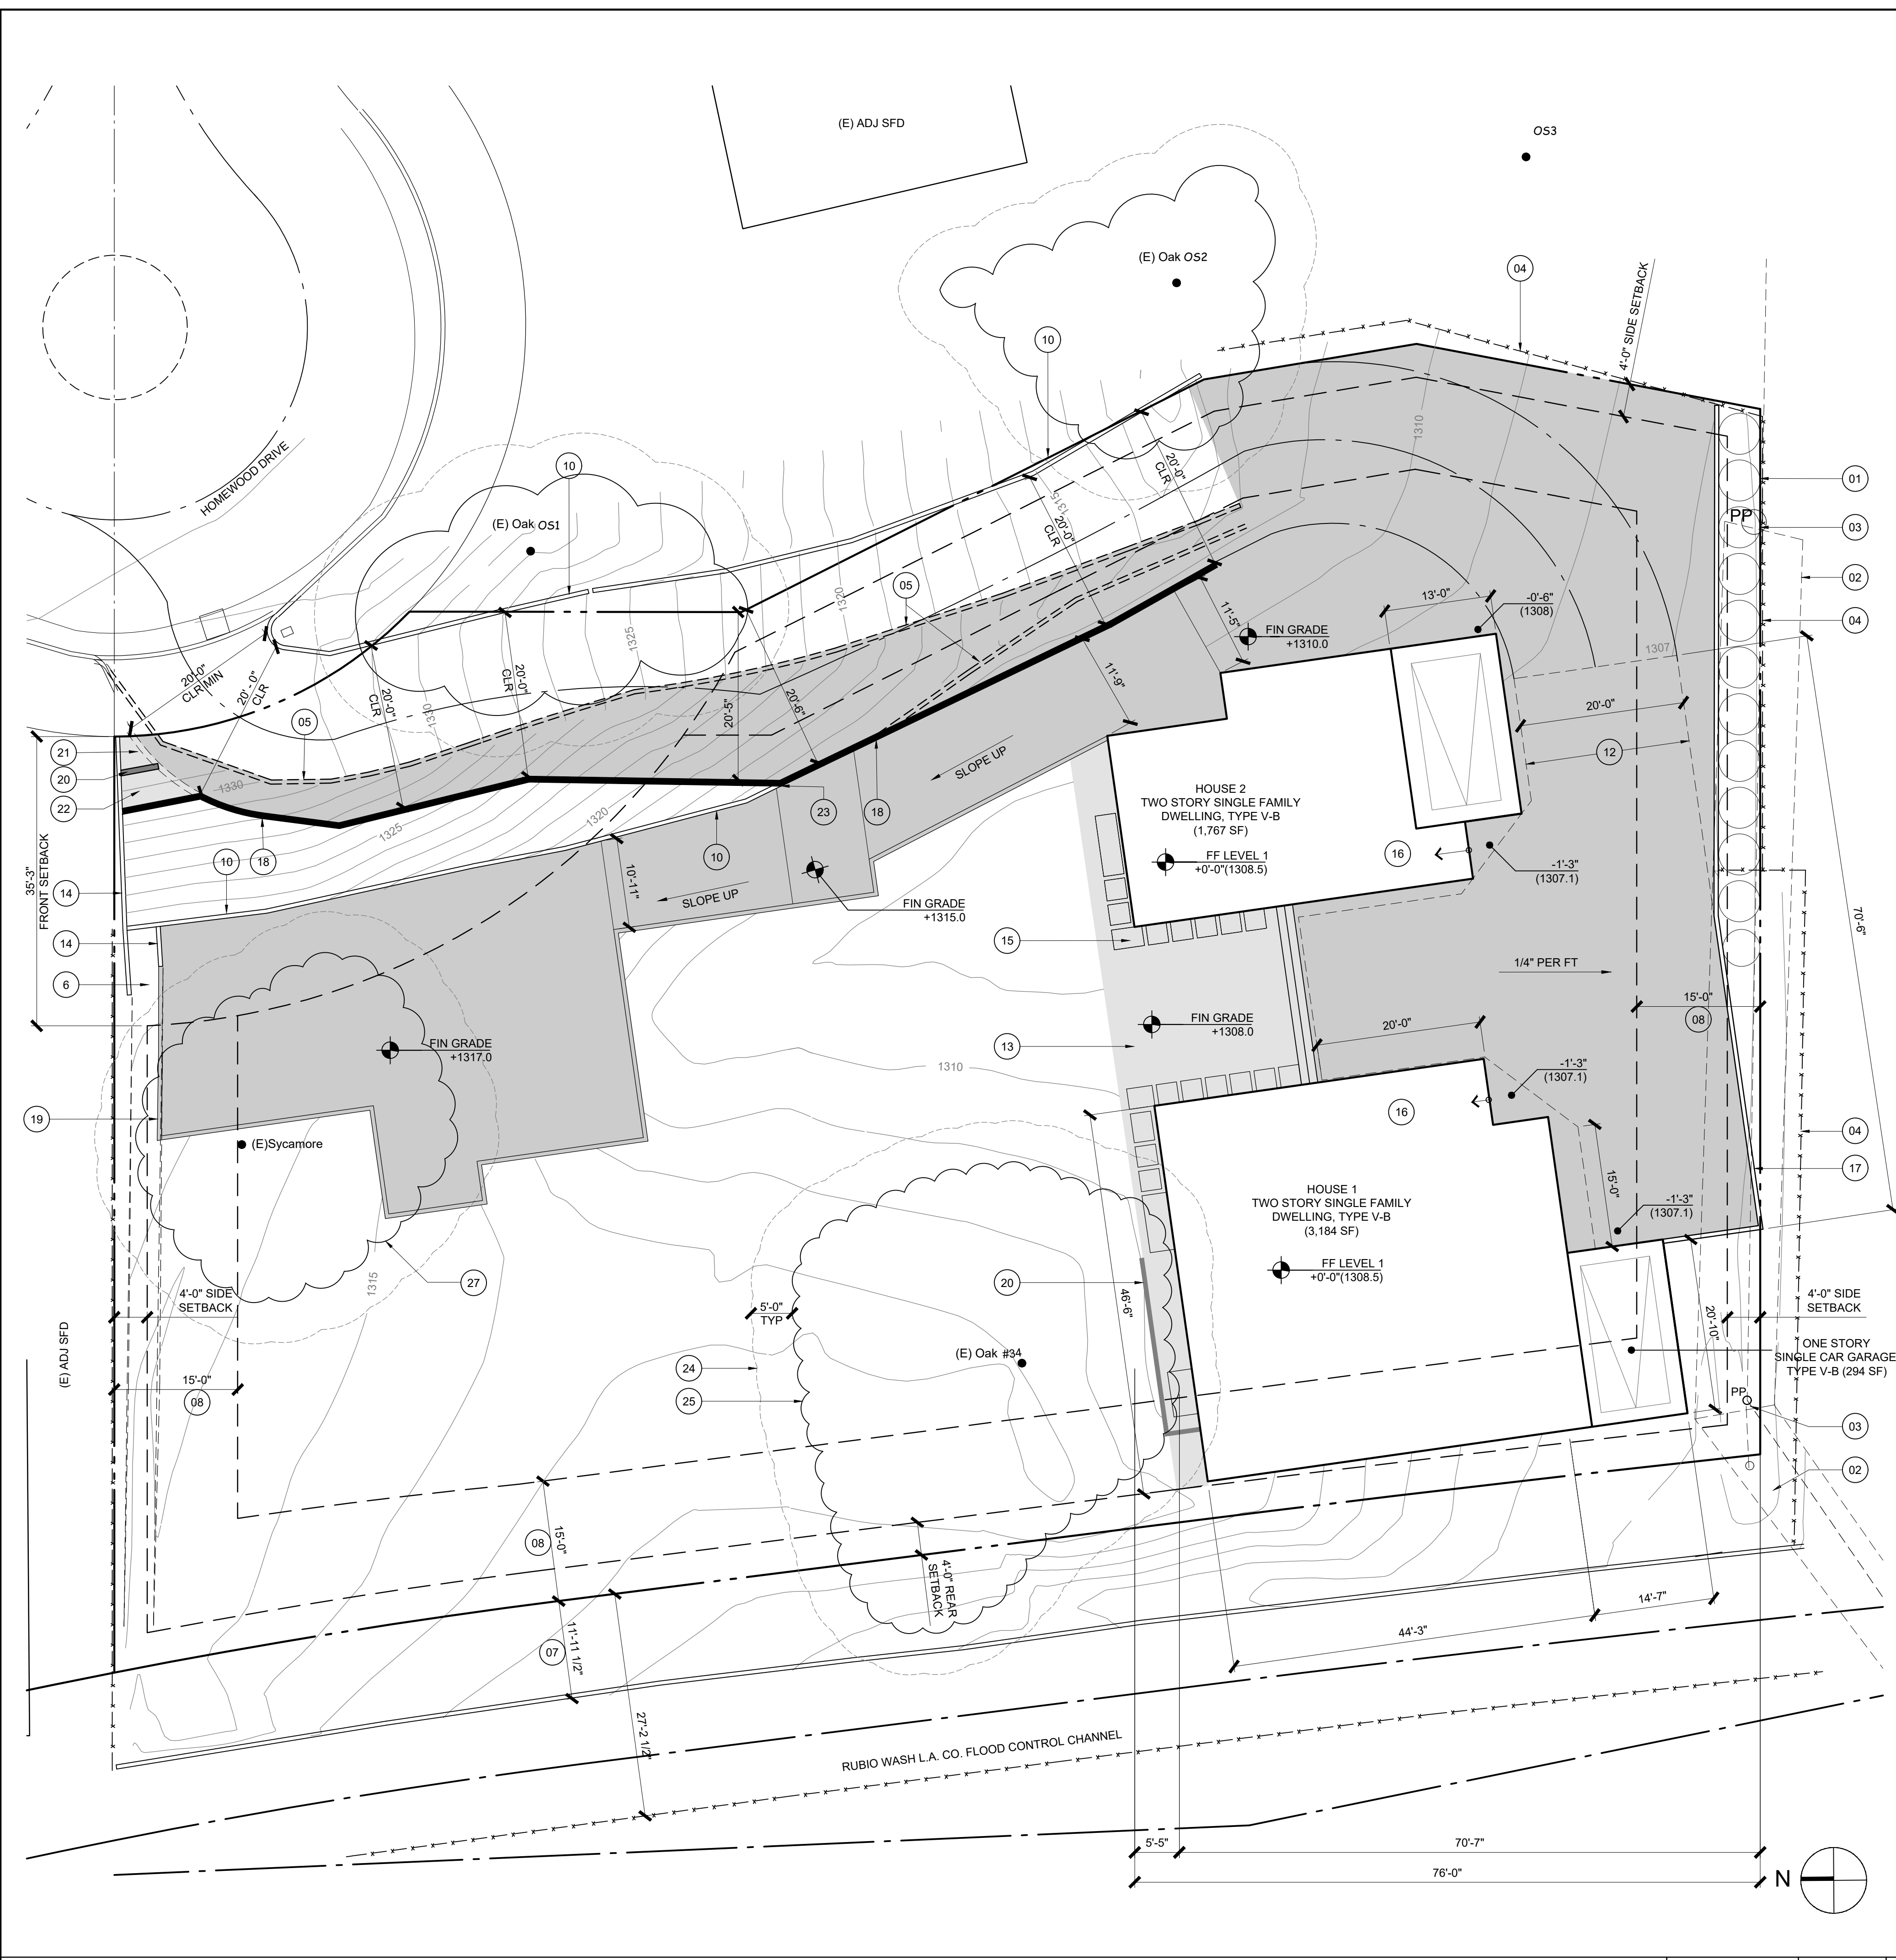 (E) ADJ SFD
OS3
(E) Oak OS2
04
4'-0" SIDE SETBACK
10
1310
HOMEWOOD DRIVE
10
(E) Oak OS1
20'-0"
CLR
1315
20'-0"
CLR
01
PP
03
02
05
1320
13'-0"
-0'-6"
(1308)
04
11'-5"
FIN GRADE
+1310.0
1325
1307
20'-0"
CLR MIN
20'- 0"
CLR
20'-0"
CLR
20'-0"
CLR
11'-9"
20'-6"
20'-5"
1330
05
20'-0"
12
21
20
22
1330
SLOPE UP
HOUSE 2
TWO STORY SINGLE FAMILY
DWELLING, TYPE V-B
(1,767 SF)
23
18
1320
1325
10
18
10
16
FF LEVEL 1
+0'-0"(1308.5)
-1'-3"
(1307.1)
35'-3"
FRONT SETBACK
14
10'-11"
SLOPE UP
FIN GRADE
+1315.0
70'-6"
14
15
1/4" PER FT
6
15'-0"
08
FIN GRADE
+1308.0
20'-0"
FIN GRADE
+1317.0
13
1310
-1'-3"
(1307.1)
19
16
04
(E)Sycamore
17
15'-0"
HOUSE 1
TWO STORY SINGLE FAMILY
DWELLING, TYPE V-B
(3,184 SF)
-1'-3"
(1307.1)
1315
27
20
FF LEVEL 1
+0'-0"(1308.5)
4'-0" SIDE
SETBACK
5'-0"
TYP
46'-6"
20'-10"
4'-0" SIDE
SETBACK
(E) ADJ SFD
(E) Oak #34
ONE STORY
SINGLE CAR GARAGE
TYPE V-B (294 SF)
24
15'-0"
08
25
PP
03
02
15'-0"
08
4'-0" REAR
SETBACK
14'-7"
44'-3"
11'-11 1/2"
07
27'-2 1/2"
RUBIO WASH L.A. CO. FLOOD CONTROL CHANNEL
5'-5"
70'-7"
76'-0"
N